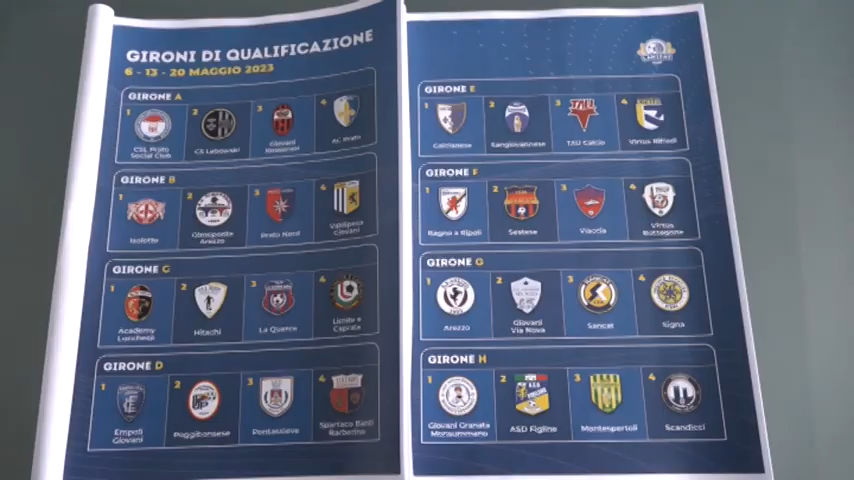 GIRONI DI QUALIFICAZIONE
6 - 13 - 20 MAGGIO 2023
GIRONE A
1 2 3 4
CSL Prato Social Club
CS Lebowski
Giovani
AC Prato
GIRONE B
1 2 3 4
Isolotto
Arezzo
Prato Nord
Valdipesa Giovani
GIRONE C
1 2 3 4
Academy Lucchese
Hitachi
La Querce
Limite e Capraia
GIRONE D
1 2 3 4
Empoli Giovani
Poggibonsese
Pontassieve
Spartaco Banti Barberino
GIRONE E
1 2 3 4
Galcianese
Sangiovannese
TAU Calcio
Virtus Rifredi
GIRONE F
1 2 3 4
Bagno a Ripoli
Sestese
Viaccia
Virtus Bottegone
GIRONE G
1 2 3 4
Arezzo
Giovani Via Nova
Sancat
Signa
GIRONE H
1 2 3 4
Giovani Granata Monsummano
ASD Figline
Montespertoli
Scandicci